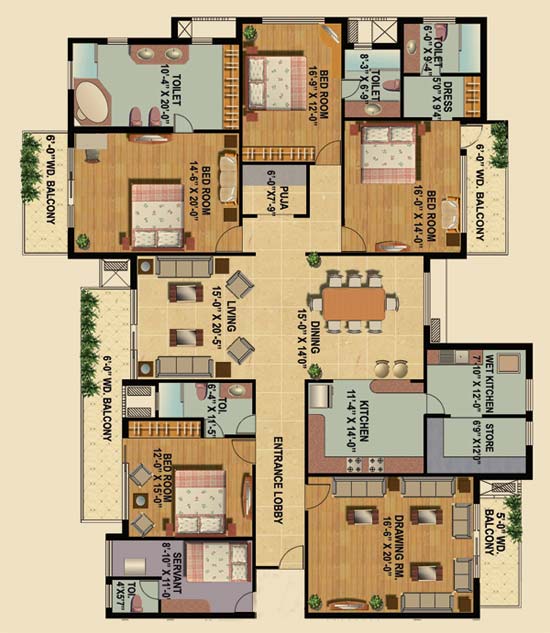 TOILET
10'-4" X 20'-0"
BED ROOM
16'-9" X 12'-0"
TOILET
8'-3" X 6'-5"
TOILET
6'-0" X 9'-4"
DRESS
5'0" X 9'4"
6'-0"WD. BALCONY
BED ROOM
14'-6" X 20'-0"
PUJA
6'-0"X7'-9"
BED ROOM
16'-0" X 14'-0"
6'-0" WD. BALCONY
LIVING
15'-0" X 20'-5"
DINING
15'-0" X 14'0"
6'-0" WD. BALCONY
TOI.
6'-4" X 11'-5"
KITCHEN
11'-4" X 14'-0"
WET KITCHEN
7'-10" X 12'-0"
STORE
6'9"X12'0"
BED ROOM
12'-0" X 15'-0"
ENTRANCE LOBBY
DRAWING RM.
16'-6" X 20'-0"
5'-0" WD.
BALCONY
SERVANT
8'-10" X 11'-0"
TOI.
4'X5'7"